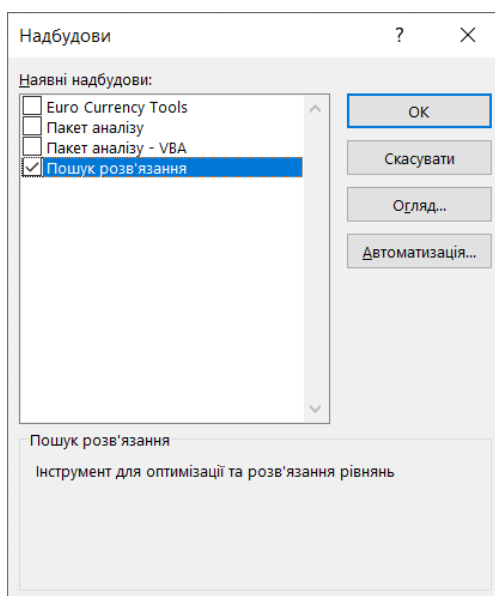 Надбудови
?
Наявні надбудови:
Euro Currency Tools
Пакет аналізу
Пакет аналізу - VBA
Пошук розв'язання
ОК
Скасувати
Огляд...
Автоматизація...
Пошук розв'язання
Інструмент для оптимізації та розв'язання рівнянь